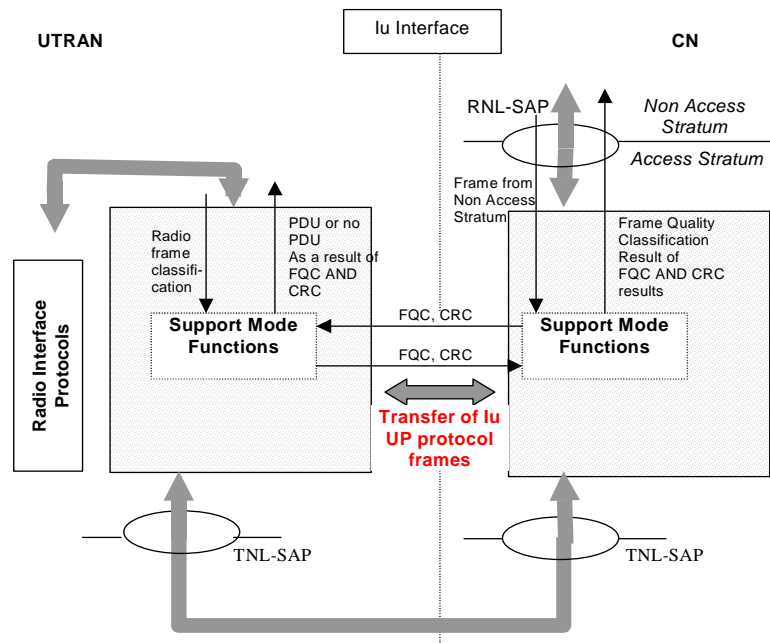 Iu Interface
UTRAN
CN
RNL-SAP
Non Access
Stratum
Access Stratum
Frame from
Non Access
Stratum
Radio
frame
classifi-
cation
PDU or no
PDU
As a result of
FQC AND
CRC
Frame Quality
Classification
Result of
FQC AND CRC
results
Radio Interface
Protocols
Support Mode
Functions
FQC, CRC
FQC, CRC
Support Mode
Functions
Transfer of Iu
UP protocol
frames
TNL-SAP
TNL-SAP